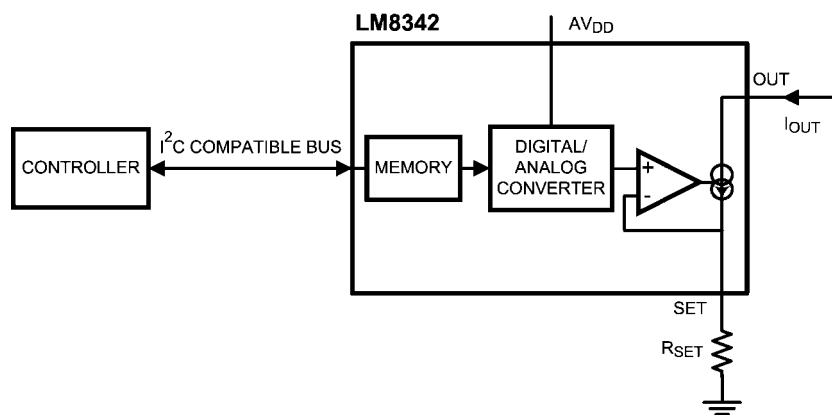 LM8342
AVDD
OUT
IOUT
I²C COMPATIBLE BUS
CONTROLLER
MEMORY
DIGITAL/
ANALOG
CONVERTER
+
-
SET
RSET